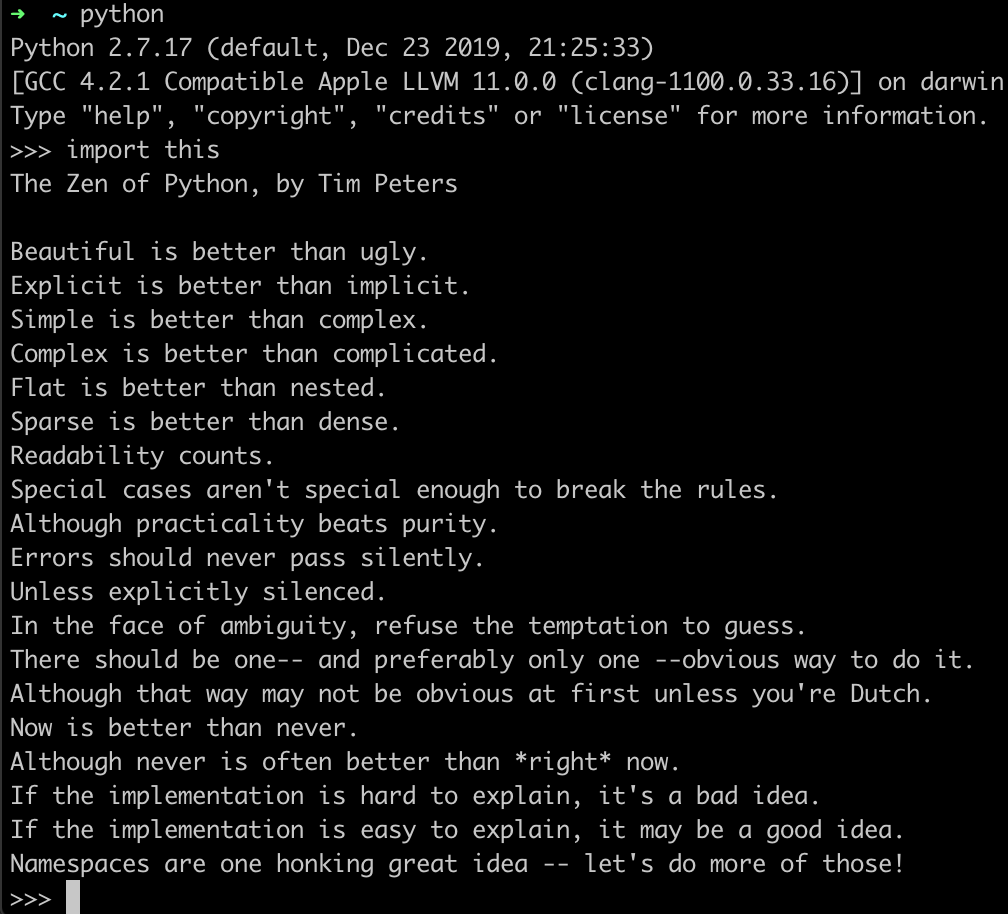 ➜  ~ python
Python 2.7.17 (default, Dec 23 2019, 21:25:33)
[GCC 4.2.1 Compatible Apple LLVM 11.0.0 (clang-1100.0.33.16)] on darwin
Type "help", "copyright", "credits" or "license" for more information.
>>> import this
The Zen of Python, by Tim Peters

Beautiful is better than ugly.
Explicit is better than implicit.
Simple is better than complex.
Complex is better than complicated.
Flat is better than nested.
Sparse is better than dense.
Readability counts.
Special cases aren't special enough to break the rules.
Although practicality beats purity.
Errors should never pass silently.
Unless explicitly silenced.
In the face of ambiguity, refuse the temptation to guess.
There should be one-- and preferably only one --obvious way to do it.
Although that way may not be obvious at first unless you're Dutch.
Now is better than never.
Although never is often better than *right* now.
If the implementation is hard to explain, it's a bad idea.
If the implementation is easy to explain, it may be a good idea.
Namespaces are one honking great idea -- let's do more of those!
>>>